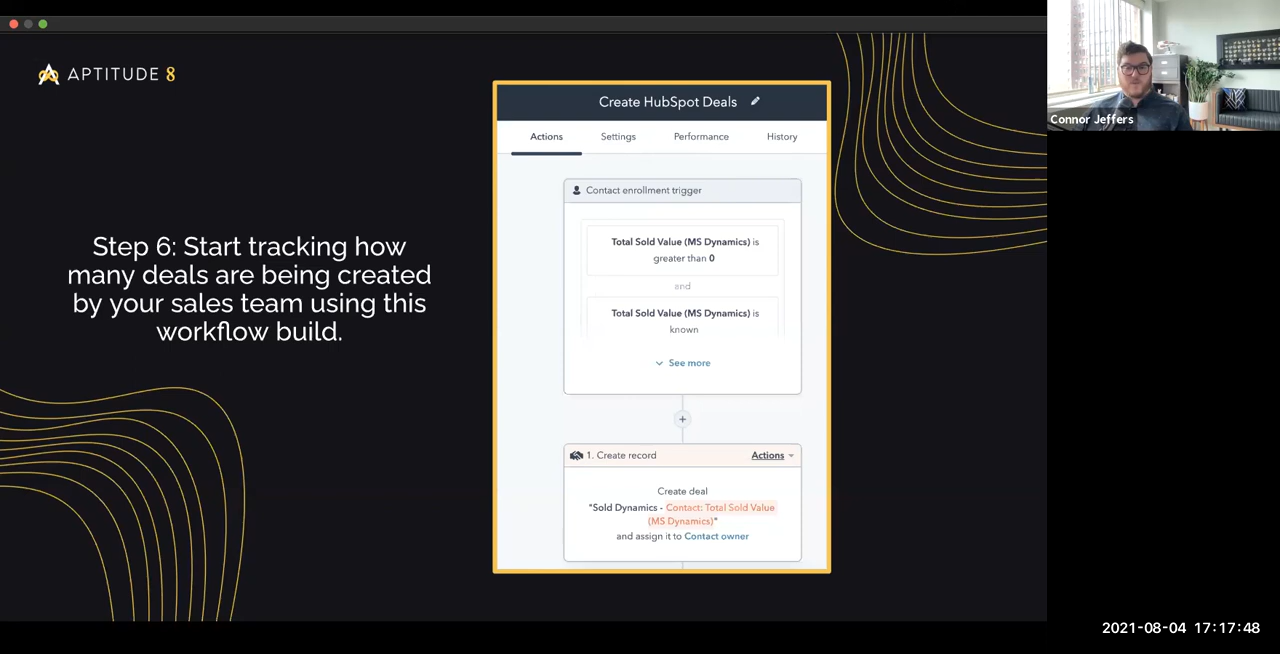 APTITUDE 8
Step 6: Start tracking how
many deals are being created
by your sales team using this
workflow build.
Create HubSpot Deals
Actions
Settings
Performance
History
Contact enrollment trigger
Total Sold Value (MS Dynamics) is
greater than 0
and
Total Sold Value (MS Dynamics) is
known
See more
1. Create record
Actions
Create deal
"Sold Dynamics - Contact: Total Sold Value
(MS Dynamics)"
and assign it to Contact owner
Connor Jeffers
2021-08-04 17:17:48